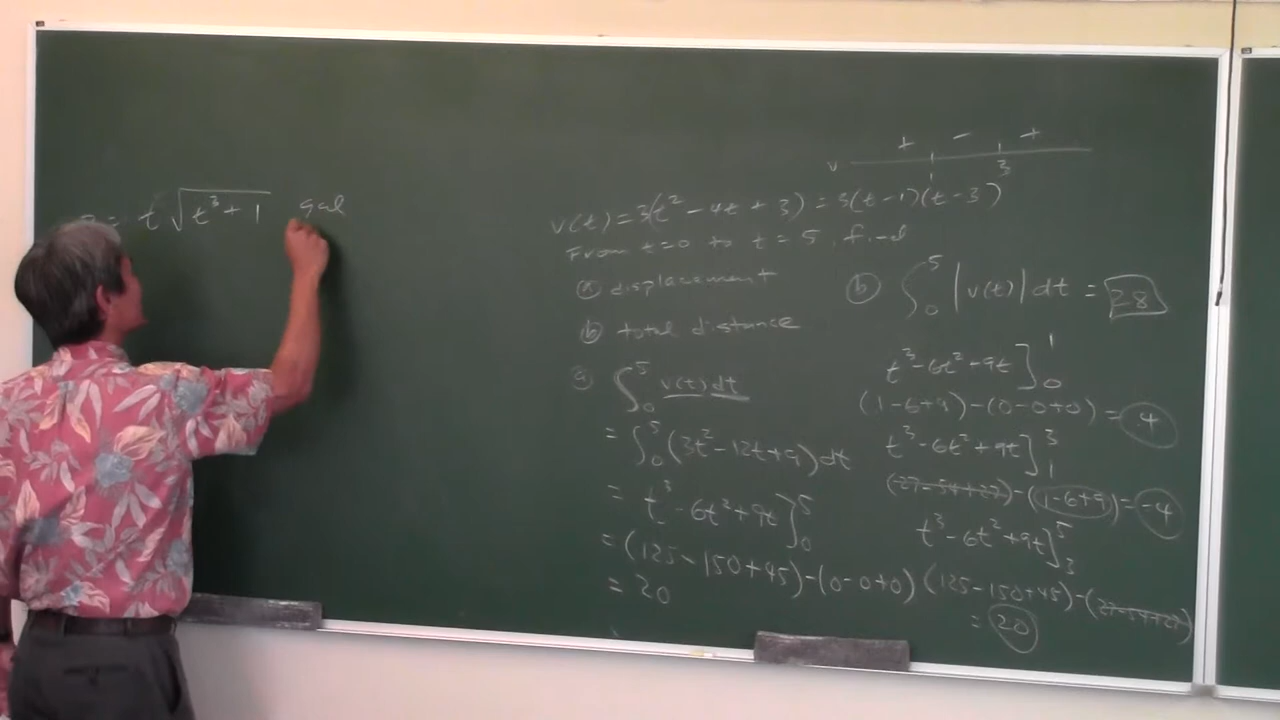 = t √(t³ + 1) gal
v + - +
1 3
v(t) = 3(t² - 4t + 3) = 3(t-1)(t-3)
From t=0 to t=5, find
ⓐ displacement
ⓑ total distance
ⓐ ∫₀⁵ v(t) dt
= ∫₀⁵ (3t² - 12t + 9) dt
= t³ - 6t² + 9t]₀⁵
= (125 - 150 + 45) - (0-0+0)
= 20
ⓑ ∫₀⁵ |v(t)| dt = 28
t³ - 6t² + 9t]₀¹
(1-6+9) - (0-0+0) = 4
t³ - 6t² + 9t]₁³
(27-54+27) - (1-6+9) = -4
t³ - 6t² + 9t]₃⁵
(125 - 150 + 45) - (27-54+27)
= 20